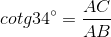 cotg34° = AC/AB